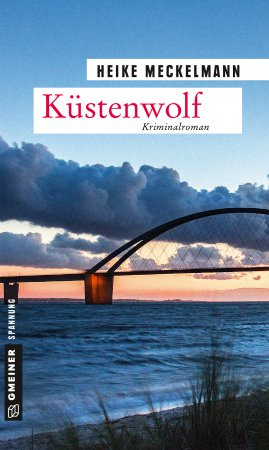 HEIKE MECKELMANN
Küstenwolf
Kriminalroman
GMEINER SPANNUNG